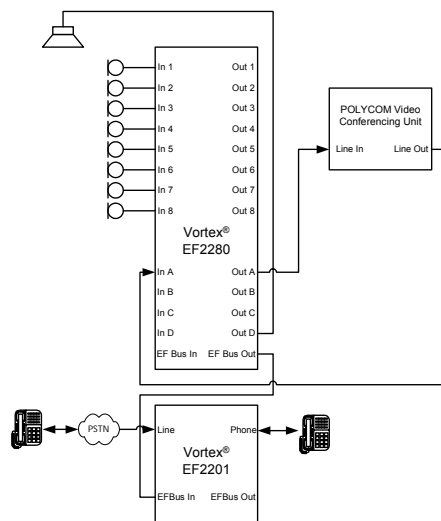 In 1 Out 1
In 2 Out 2
In 3 Out 3
In 4 Out 4
In 5 Out 5
In 6 Out 6
In 7 Out 7
In 8 Out 8
Vortex®
EF2280
In A Out A
In B Out B
In C Out C
In D Out D
EF Bus In EF Bus Out
POLYCOM Video
Conferencing Unit
Line In Line Out
PSTN
Line Phone
Vortex®
EF2201
EFBus In EFBus Out